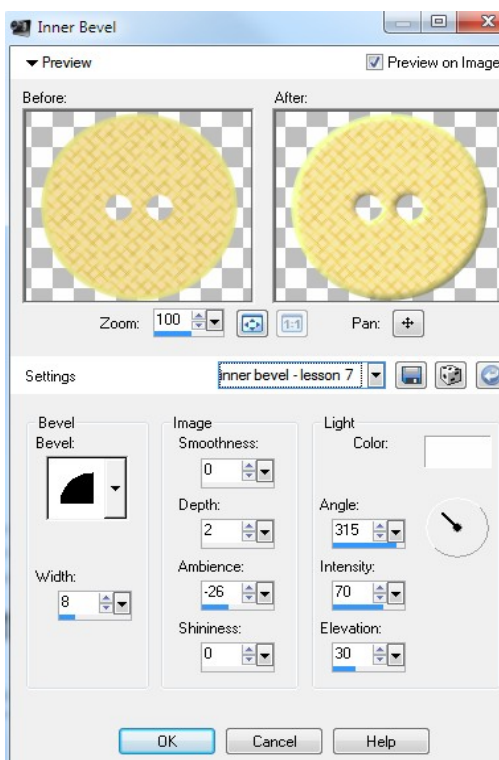 Inner Bevel
Preview
Preview on Image
Before: After:
Zoom: 100 1:1 Pan:
Settings inner bevel - lesson 7
Bevel Image Light
Bevel: Smoothness: Color:
0
Depth: Angle:
2 315
Width: Ambience: Intensity:
8 -26 70
Shininess: Elevation:
0 30
OK Cancel Help